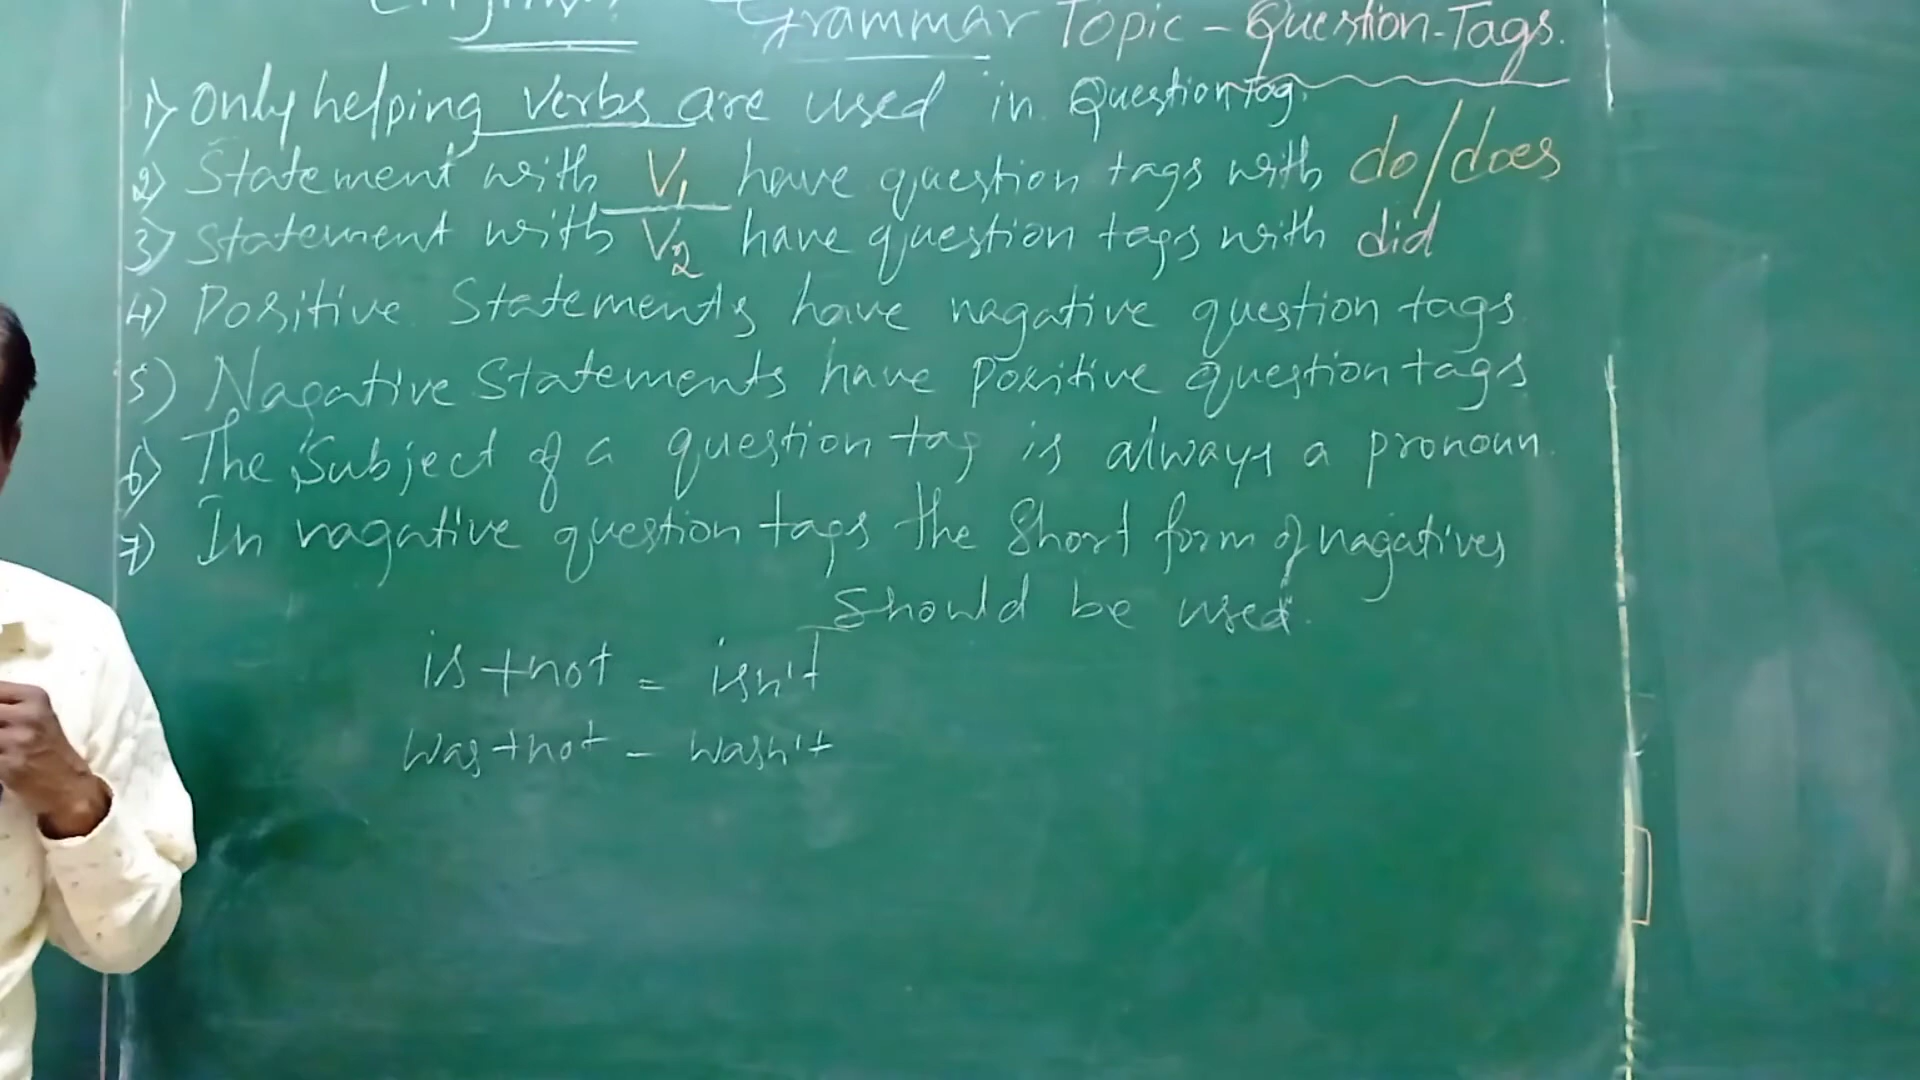 Grammar Topic - Question-Tags.
1) Only helping verbs are used in Question tag.
2) Statement with V1 have question tags with do/does
3) Statement with V2 have question tags with did
4) Positive Statements have nagative question tags.
5) Nagative Statements have positive question tags
6) The Subject of a question tag is always a pronoun.
7) In nagative question tags the Short form of nagatives
should be used.
is + not = isn't
was + not - wasn't